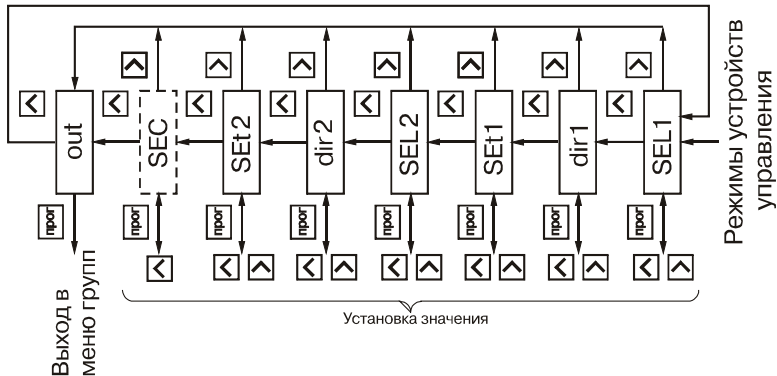 out
SEC
SEt2
dir2
SEL2
SEt1
dir1
SEL1
прог
прог
прог
прог
прог
прог
прог
прог
Выход в
меню групп
Установка значения
Режимы устройств
управления